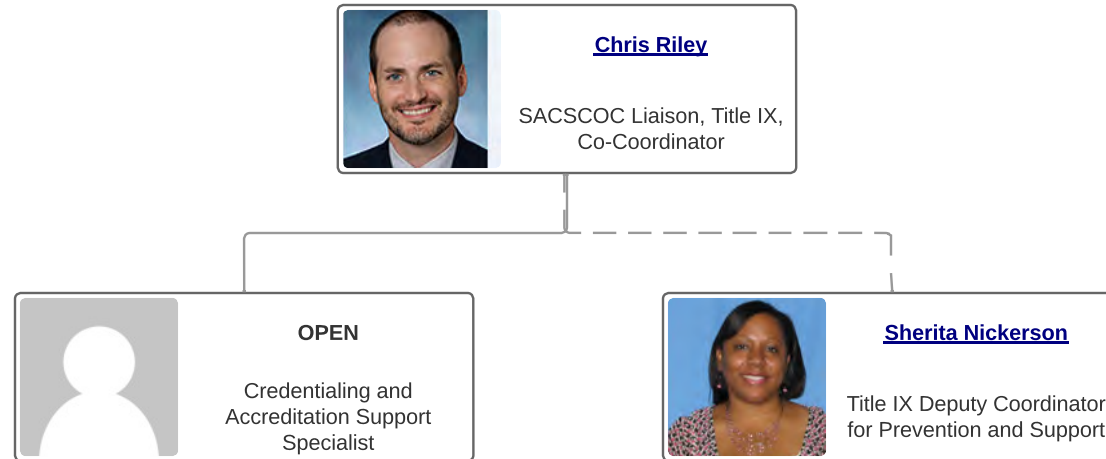 Chris Riley
SACSCOC Liaison, Title IX,
Co-Coordinator
OPEN
Credentialing and
Accreditation Support
Specialist
Sherita Nickerson
Title IX Deputy Coordinator
for Prevention and Support